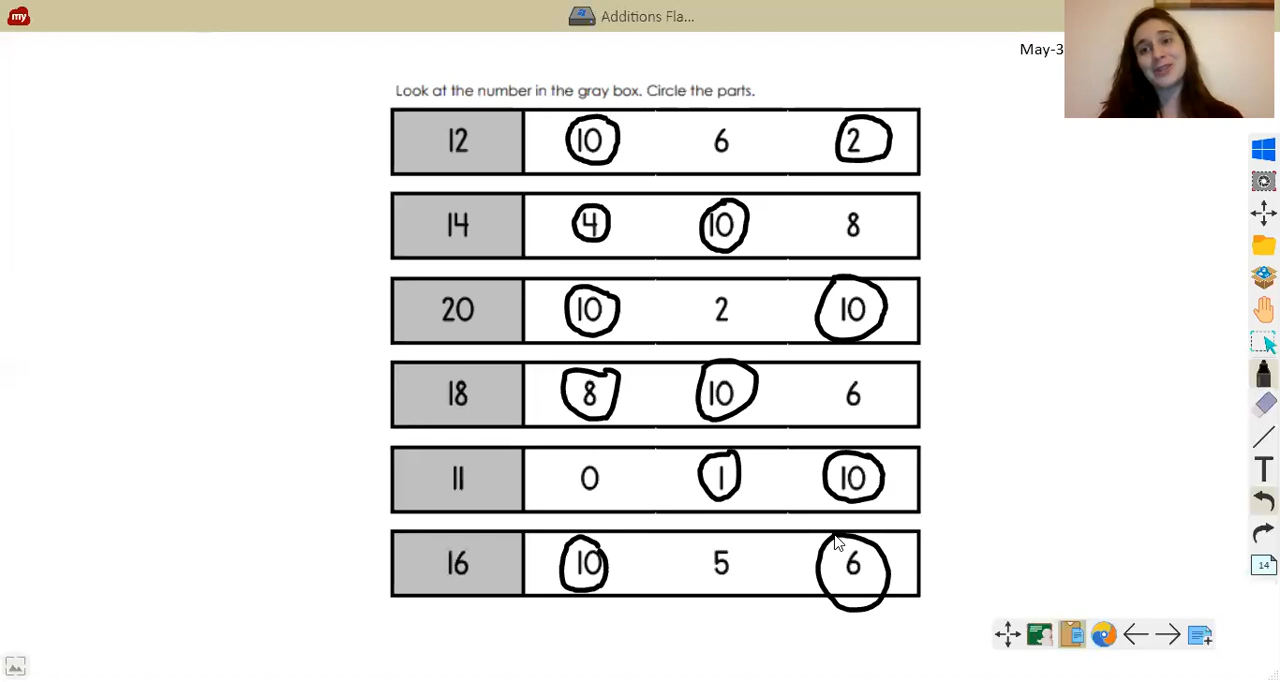 my
Additions Fla...
May-3
Look at the number in the gray box. Circle the parts.
12 10 6 2
14 4 10 8
20 10 2 10
18 8 10 6
11 0 1 10
16 10 5 6
T
14